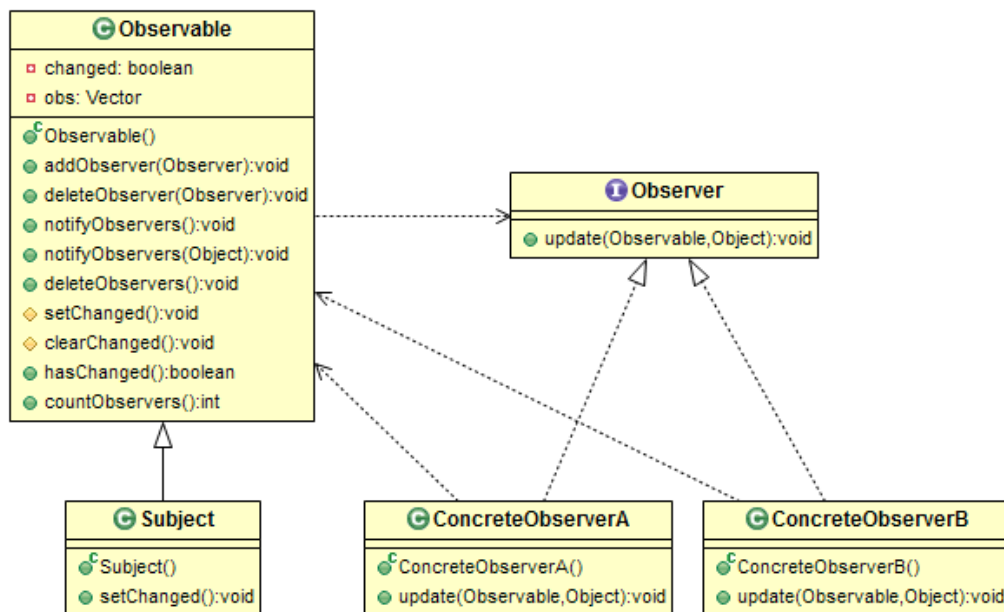 Observable
changed: boolean
obs: Vector
Observable()
addObserver(Observer):void
deleteObserver(Observer):void
notifyObservers():void
notifyObservers(Object):void
deleteObservers():void
setChanged():void
clearChanged():void
hasChanged():boolean
countObservers():int
Observer
update(Observable,Object):void
Subject
Subject()
setChanged():void
ConcreteObserverA
ConcreteObserverA()
update(Observable,Object):void
ConcreteObserverB
ConcreteObserverB()
update(Observable,Object):void